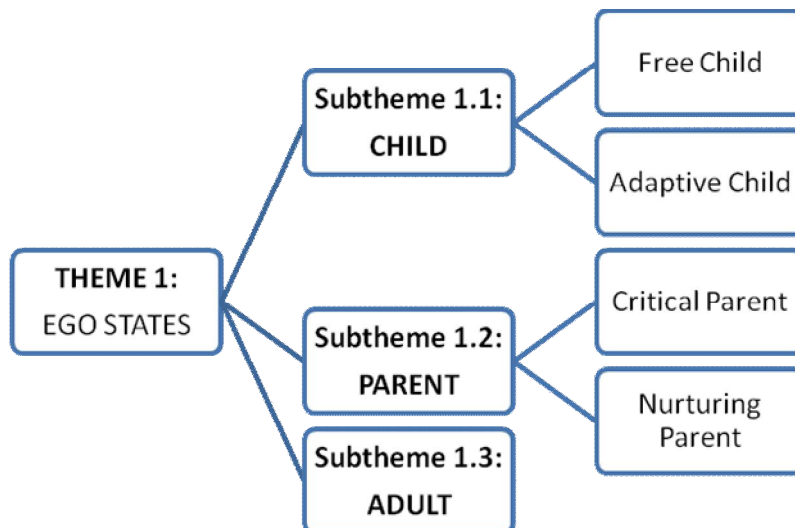 THEME 1:
EGO STATES
Subtheme 1.1:
CHILD
Free Child
Adaptive Child
Subtheme 1.2:
PARENT
Critical Parent
Nurturing
Parent
Subtheme 1.3:
ADULT